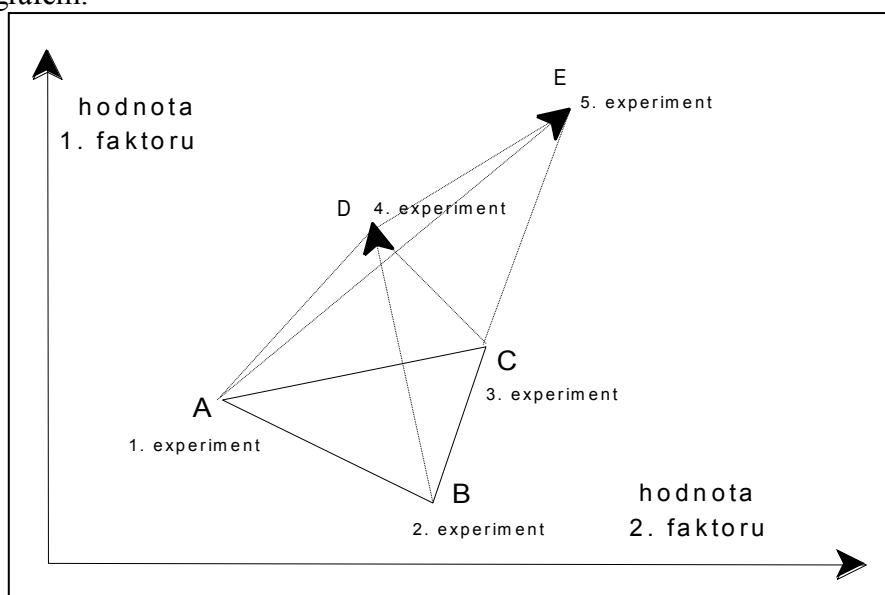 grafem.
hodnota
1. faktoru
E
5. experiment
D 4. experiment
C
3. experiment
A
1. experiment
B
2. experiment
hodnota
2. faktoru